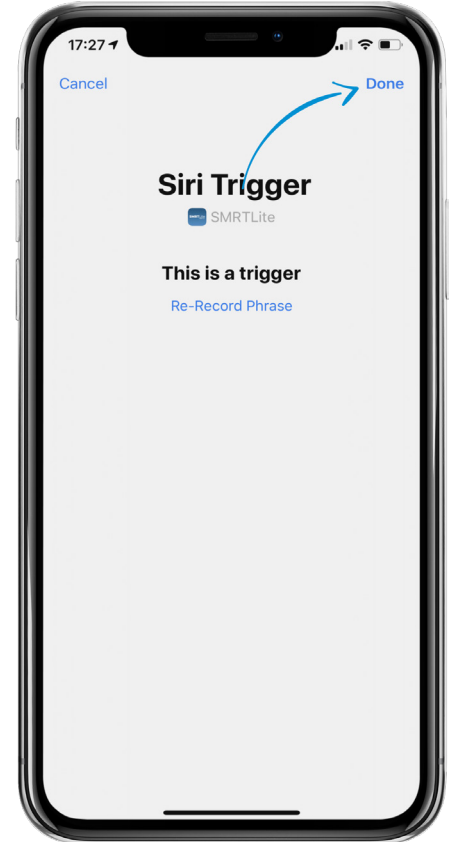 17:27
Cancel
Done
Siri Trigger
SMRTLite
This is a trigger
Re-Record Phrase